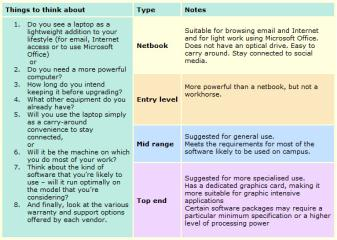 Things to think about
Type
Notes
1. Do you see a laptop as a
lightweight addition to your
lifestyle (for email, Internet
access or to use Microsoft
Office)
or
2. Do you need a more powerful
computer?
3. How long do you intend
keeping it before upgrading?
4. What other equipment do you
already have?
5. Will you use the laptop simply
as a carry-around
convenience to stay
connected,
or
6. Will it be the machine on which
you do most of your work?
7. Think about the kind of
software that you're likely to
use – will it run optimally on
the model that you're
considering?
8. And finally, look at the various
warranty and support options
offered by each vendor.
Netbook
Suitable for browsing email and Internet
and for light work using Microsoft Office.
Does not have an optical drive. Easy to
carry around. Stay connected to social
media.
Entry level
More powerful than a netbook, but not a
workhorse.
Mid range
Suggested for general use.
Meets the requirements for most of the
software likely to be used on campus.
Top end
Suggested for more specialised use.
Has a dedicated graphics card, making it
more suitable for graphic intensive
applications
Certain software packages may require a
particular minimum specification or a higher
level of processing power